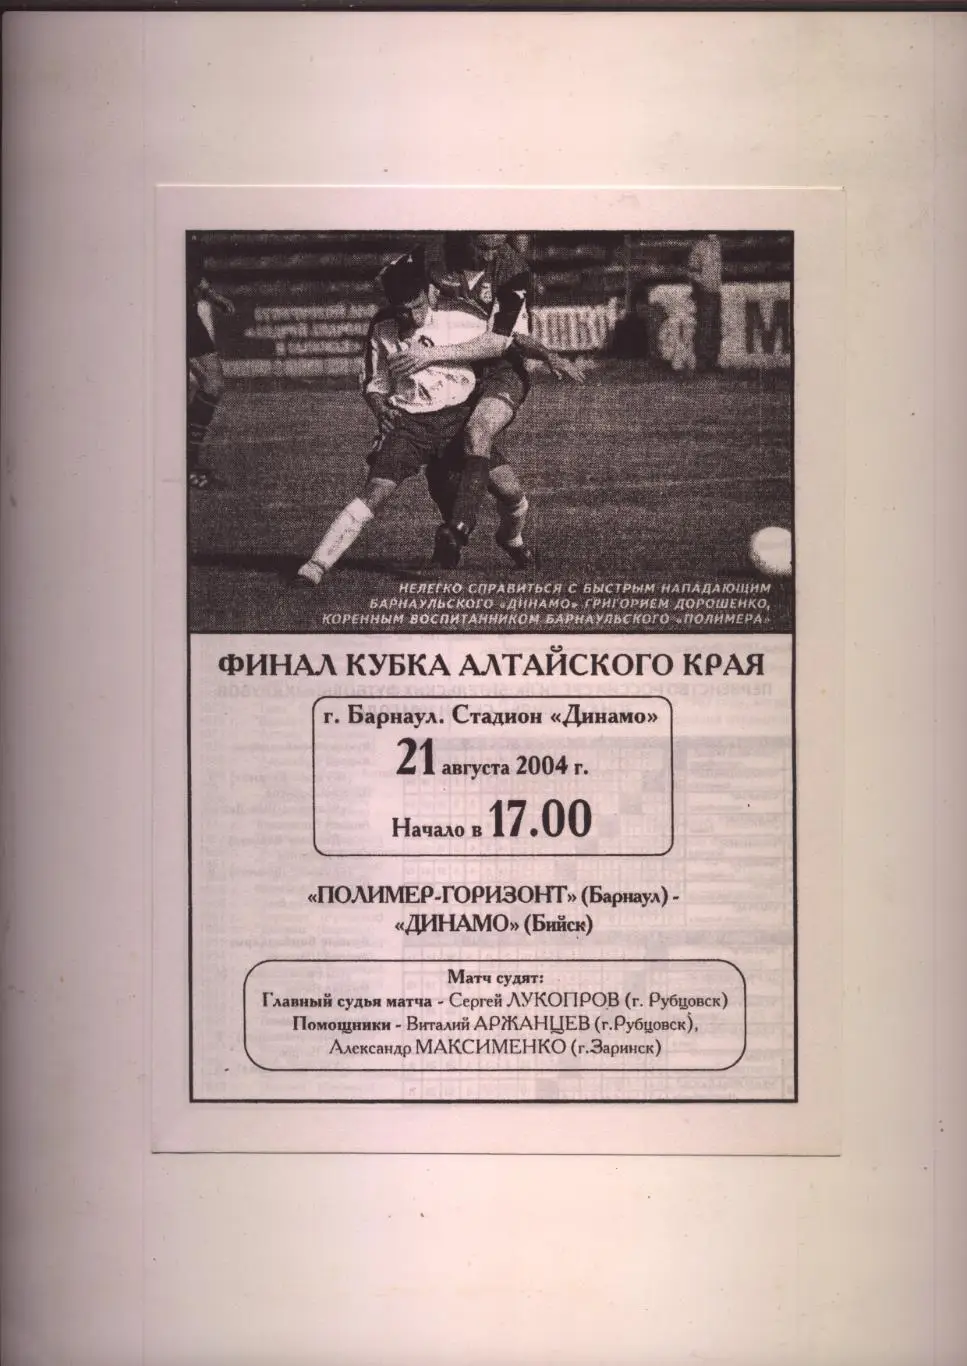 НЕЛЕГКО СПРАВИТЬСЯ С БЫСТРЫМ НАПАДАЮЩИМ
БАРНАУЛЬСКОГО «ДИНАМО» ГРИГОРИЕМ ДОРОШЕНКО,
КОРЕННЫМ ВОСПИТАННИКОМ БАРНАУЛЬСКОГО «ПОЛИМЕРА»
ФИНАЛ КУБКА АЛТАЙСКОГО КРАЯ
г. Барнаул. Стадион «Динамо»
21 августа 2004 г.
Начало в 17.00
«ПОЛИМЕР-ГОРИЗОНТ» (Барнаул) -
«ДИНАМО» (Бийск)
Матч судят:
Главный судья матча - Сергей ЛУКОПРОВ (г. Рубцовск)
Помощники - Виталий АРЖАНЦЕВ (г.Рубцовск),
Александр МАКСИМЕНКО (г.Заринск)